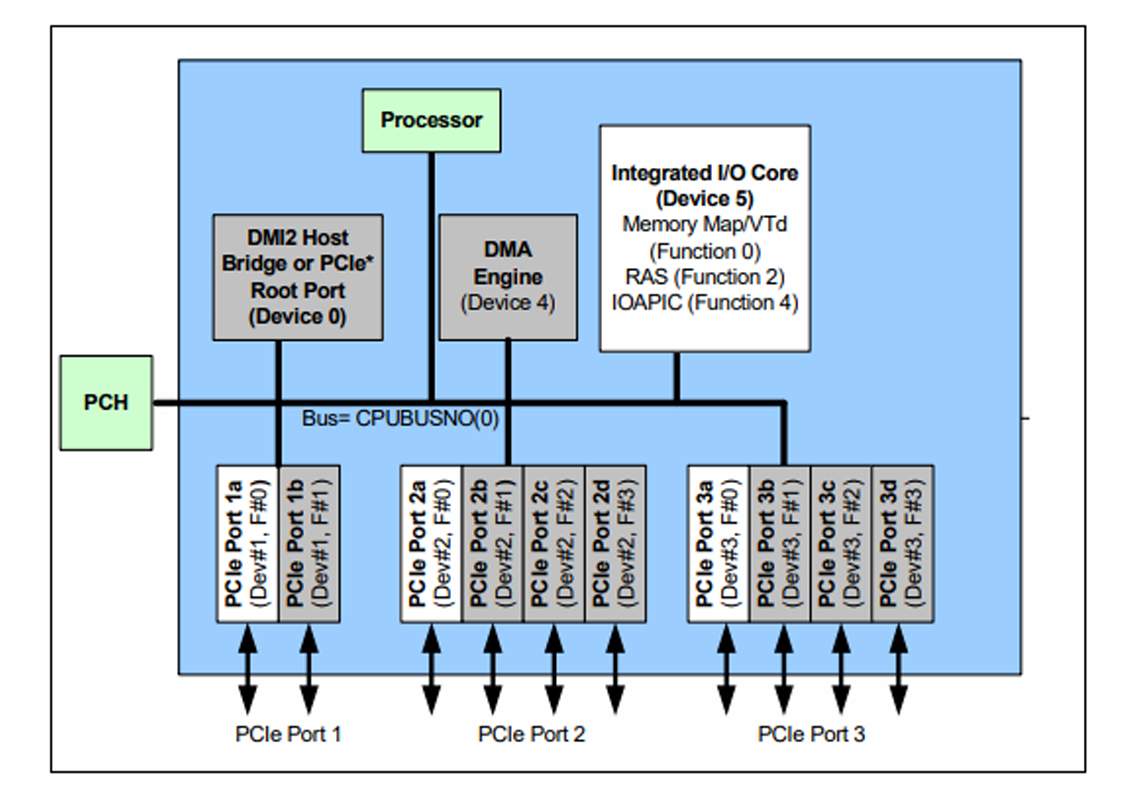 Processor
Integrated I/O Core
(Device 5)
Memory Map/VTd
(Function 0)
RAS (Function 2)
IOAPIC (Function 4)
DMI2 Host
Bridge or PCIe*
Root Port
(Device 0)
DMA
Engine
(Device 4)
PCH
Bus= CPUBUSNO(0)
PCIe Port 1a
(Dev#1, F#0)
PCIe Port 1b
(Dev#1, F#1)
PCIe Port 2a
(Dev#2, F#0)
PCIe Port 2b
(Dev#2, F#1)
PCIe Port 2c
(Dev#2, F#2)
PCIe Port 2d
(Dev#2, F#3)
PCIe Port 3a
(Dev#3, F#0)
PCIe Port 3b
(Dev#3, F#1)
PCIe Port 3c
(Dev#3, F#2)
PCIe Port 3d
(Dev#3, F#3)
PCIe Port 1
PCIe Port 2
PCIe Port 3